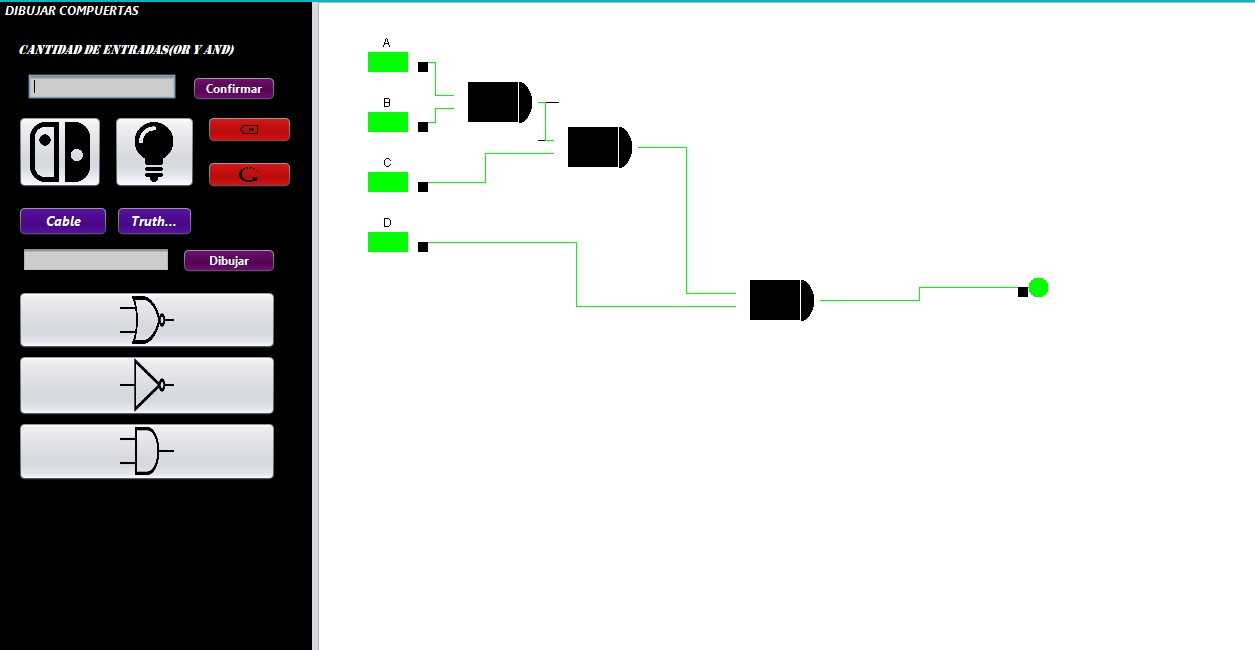 DIBUJAR COMPUERTAS
CANTIDAD DE ENTRADAS(OR Y AND)
Confirmar
Cable
Truth...
Dibujar
A
B
C
D